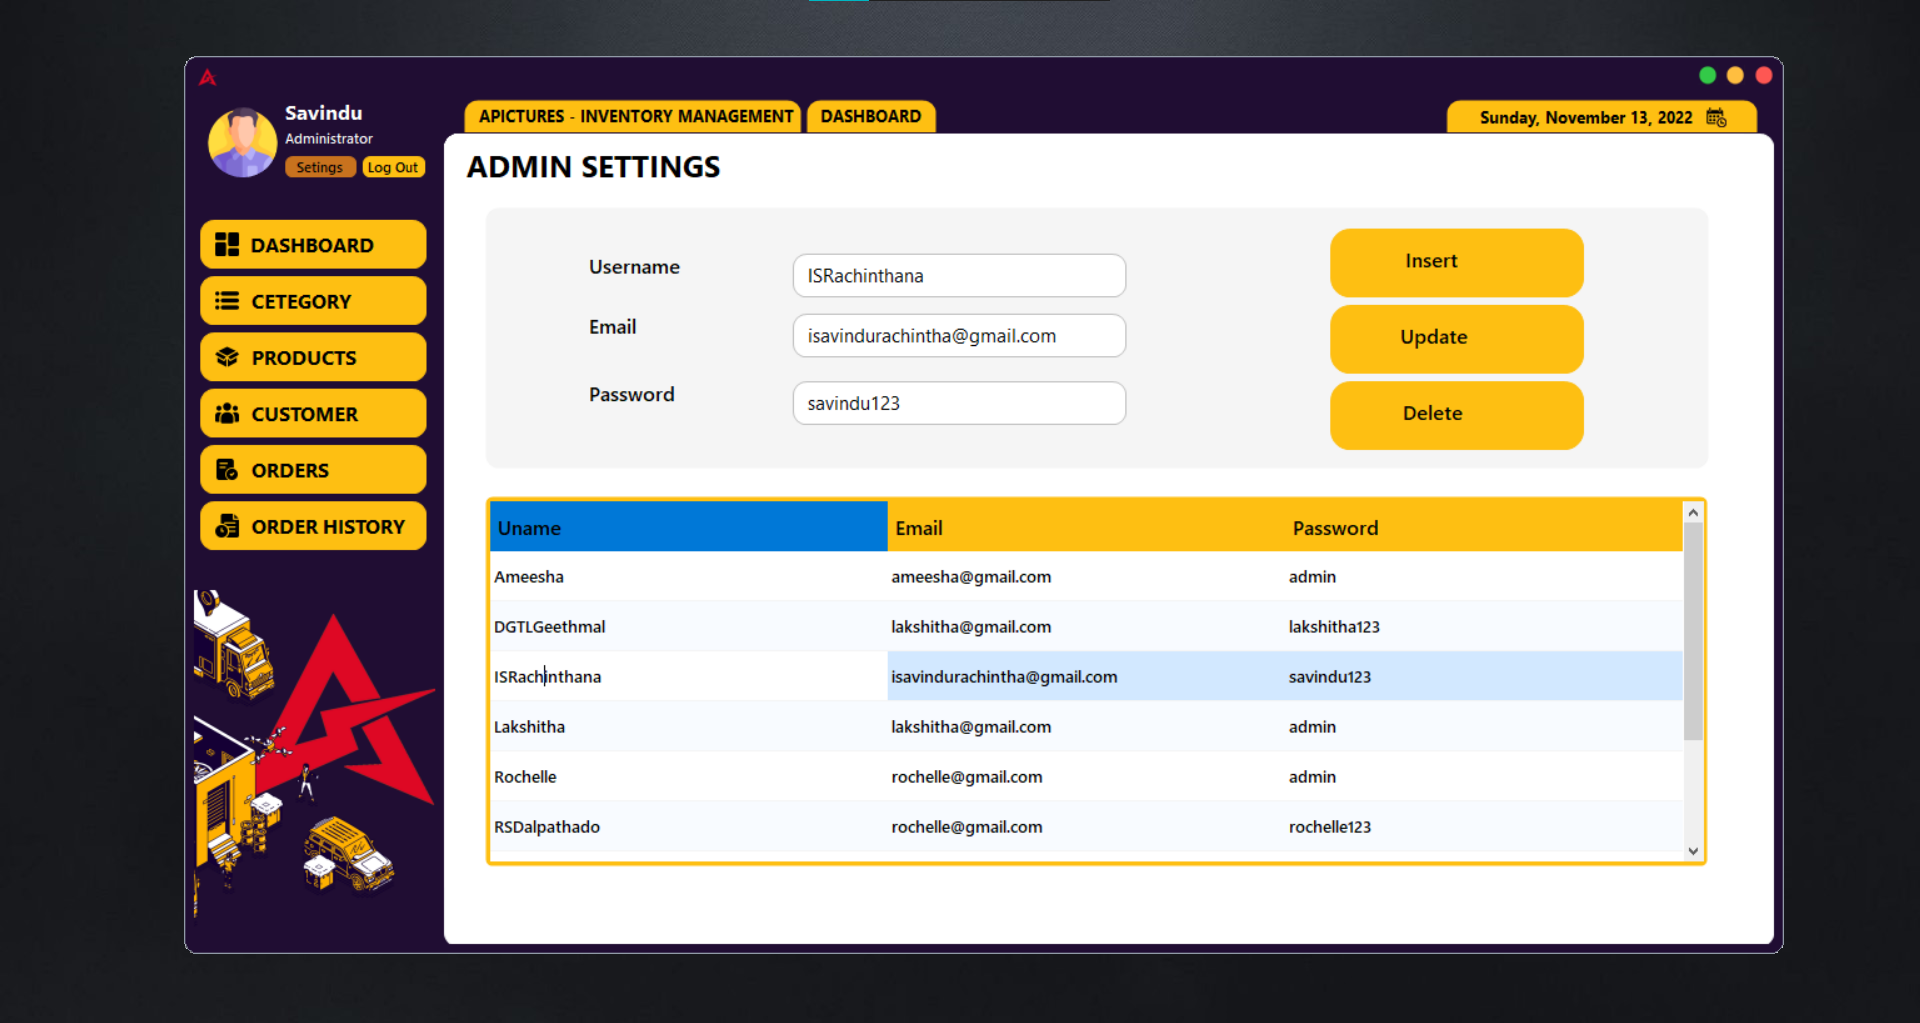 Savindu
Administrator
Setings Log Out
APICTURES - INVENTORY MANAGEMENT DASHBOARD
Sunday, November 13, 2022
ADMIN SETTINGS
DASHBOARD
CETEGORY
PRODUCTS
CUSTOMER
ORDERS
ORDER HISTORY
Username ISRachinthana
Email isavindurachintha@gmail.com
Password savindu123
Insert
Update
Delete
Uname Email Password
Ameesha ameesha@gmail.com admin
DGTLGeethmal lakshitha@gmail.com lakshitha123
ISRachinthana isavindurachintha@gmail.com savindu123
Lakshitha lakshitha@gmail.com admin
Rochelle rochelle@gmail.com admin
RSDalpathado rochelle@gmail.com rochelle123